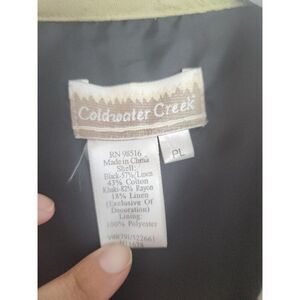 Coldwater Creek
PL
RN 98516
Made in China
Shell:
Black-57% Linen
43% Cotton
Khaki-82% Rayon
18% Linen
(Exclusive Of
Decoration)
Lining:
100% Polyester